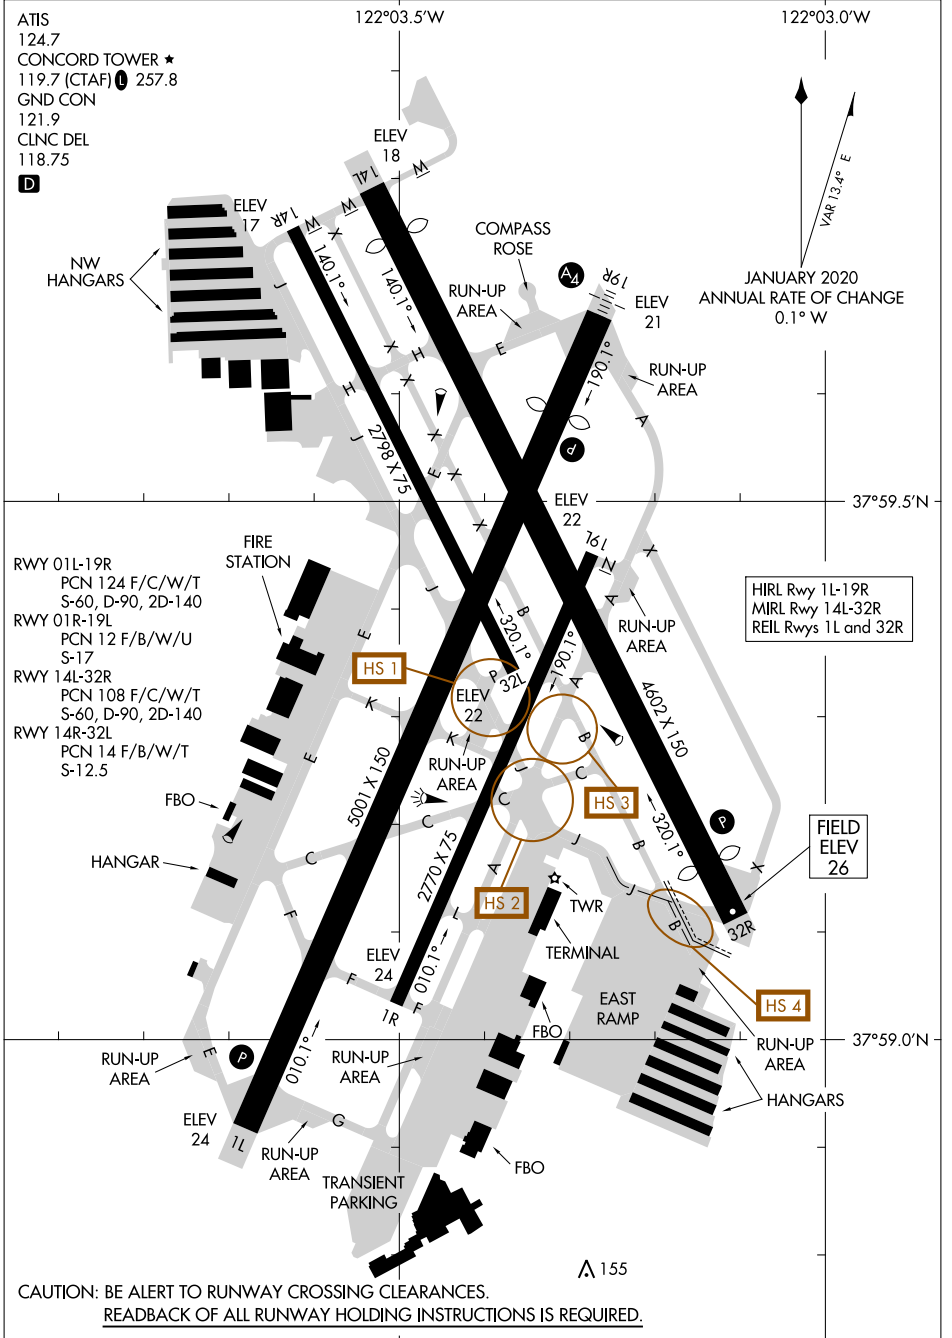 122°03.5'W
122°03.0'W
ATIS
124.7
CONCORD TOWER ★
119.7 (CTAF) L 257.8
GND CON
121.9
CLNC DEL
118.75
D
ELEV
18
14L
W
VAR 13.4° E
ELEV
17
14R
W
W
X
NW
HANGARS
J
140.1°
140.1°
COMPASS
ROSE
A4
19R
JANUARY 2020
ANNUAL RATE OF CHANGE
0.1° W
RUN-UP
AREA
ELEV
21
X
H
E
190.1°
RUN-UP
AREA
H
X
J
2798 X 75
X
E
X
A
P
37°59.5'N
ELEV
22
X
19L
N
X
RWY 01L-19R
PCN 124 F/C/W/T
S-60, D-90, 2D-140
RWY 01R-19L
PCN 12 F/B/W/U
S-17
RWY 14L-32R
PCN 108 F/C/W/T
S-60, D-90, 2D-140
RWY 14R-32L
PCN 14 F/B/W/T
S-12.5
FIRE
STATION
HIRL Rwy 1L-19R
MIRL Rwy 14L-32R
REIL Rwys 1L and 32R
J
B
A
RUN-UP
AREA
E
320.1°
190.1°
HS 1
P
32L
A
4602 X 150
K
ELEV
22
B
K
RUN-UP
AREA
E
5001 X 150
J
C
C
HS 3
FBO
C
2770 X 75
320.1°
P
FIELD
ELEV
26
HANGAR
C
A
J
B
X
HS 2
TWR
J
F
L
B
32R
TERMINAL
ELEV
24
F
010.1°
F
1R
EAST
RAMP
HS 4
FBO
37°59.0'N
RUN-UP
AREA
E
P
010.1°
RUN-UP
AREA
RUN-UP
AREA
HANGARS
ELEV
24
1L
G
RUN-UP
AREA
FBO
TRANSIENT
PARKING
155
CAUTION: BE ALERT TO RUNWAY CROSSING CLEARANCES.
READBACK OF ALL RUNWAY HOLDING INSTRUCTIONS IS REQUIRED.